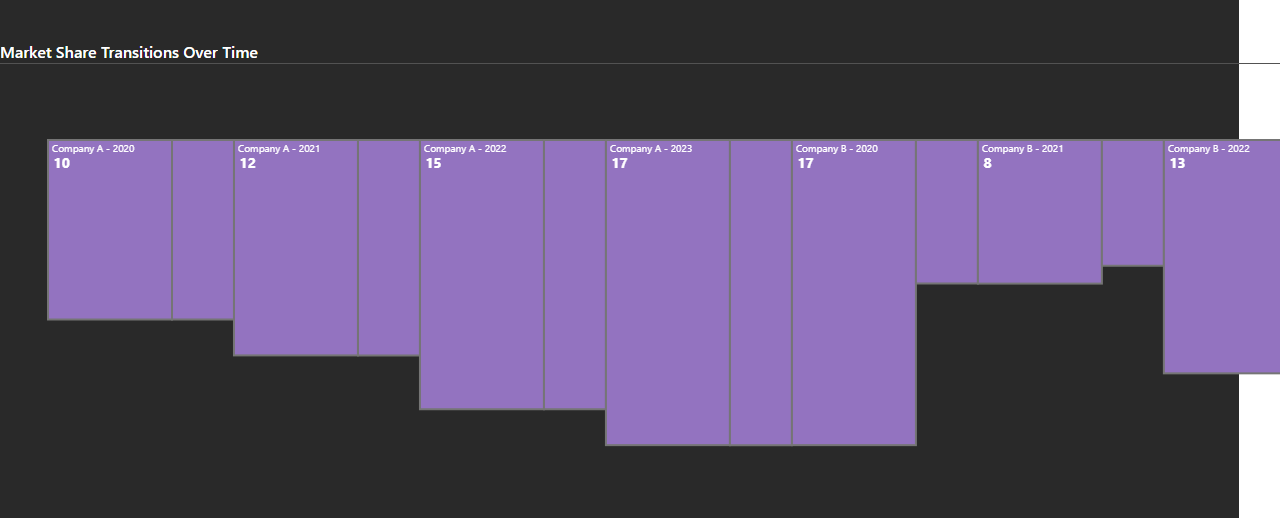 Market Share Transitions Over Time
Company A - 2020
10
Company A - 2021
12
Company A - 2022
15
Company A - 2023
17
Company B - 2020
17
Company B - 2021
8
Company B - 2022
13